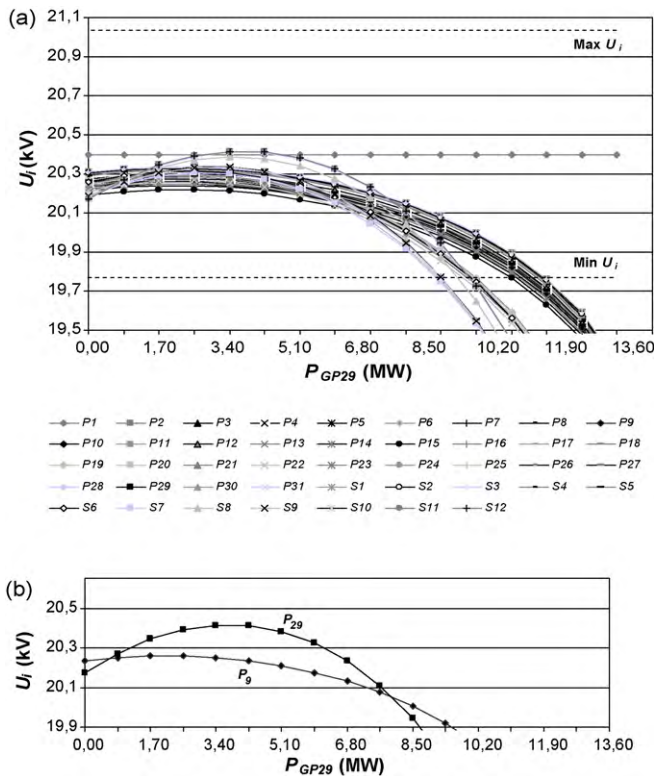 (a)
21,1
20,9
20,7
20,5
20,3
20,1
19,9
19,7
19,5
U_i (kV)
Max U_i
Min U_i
0,00 1,70 3,40 5,10 6,80 8,50 10,20 11,90 13,60
P_GP29 (MW)
P1 P2 P3 P4 P5 P6 P7 P8 P9
P10 P11 P12 P13 P14 P15 P16 P17 P18
P19 P20 P21 P22 P23 P24 P25 P26 P27
P28 P29 P30 P31 S1 S2 S3 S4 S5
S6 S7 S8 S9 S10 S11 S12
(b)
20,5
20,3
20,1
19,9
U_i (kV)
P_29
P_9
0,00 1,70 3,40 5,10 6,80 8,50 10,20 11,90 13,60
P_GP29 (MW)